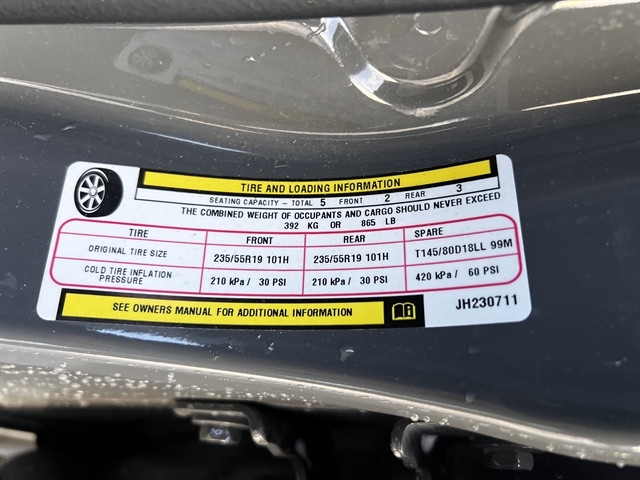 TIRE AND LOADING INFORMATION
SEATING CAPACITY - TOTAL 5 FRONT 2 REAR 3
THE COMBINED WEIGHT OF OCCUPANTS AND CARGO SHOULD NEVER EXCEED
392 KG OR 865 LB
TIRE FRONT REAR SPARE
ORIGINAL TIRE SIZE 235/55R19 101H 235/55R19 101H T145/80D18LL 99M
COLD TIRE INFLATION PRESSURE 210 kPa / 30 PSI 210 kPa / 30 PSI 420 kPa / 60 PSI
SEE OWNERS MANUAL FOR ADDITIONAL INFORMATION
JH230711